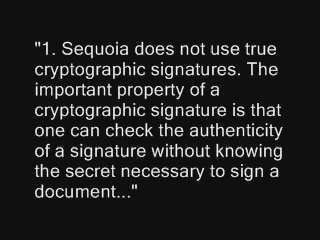 "1. Sequoia does not use true
cryptographic signatures. The
important property of a
cryptographic signature is that
one can check the authenticity
of a signature without knowing
the secret necessary to sign a
document..."